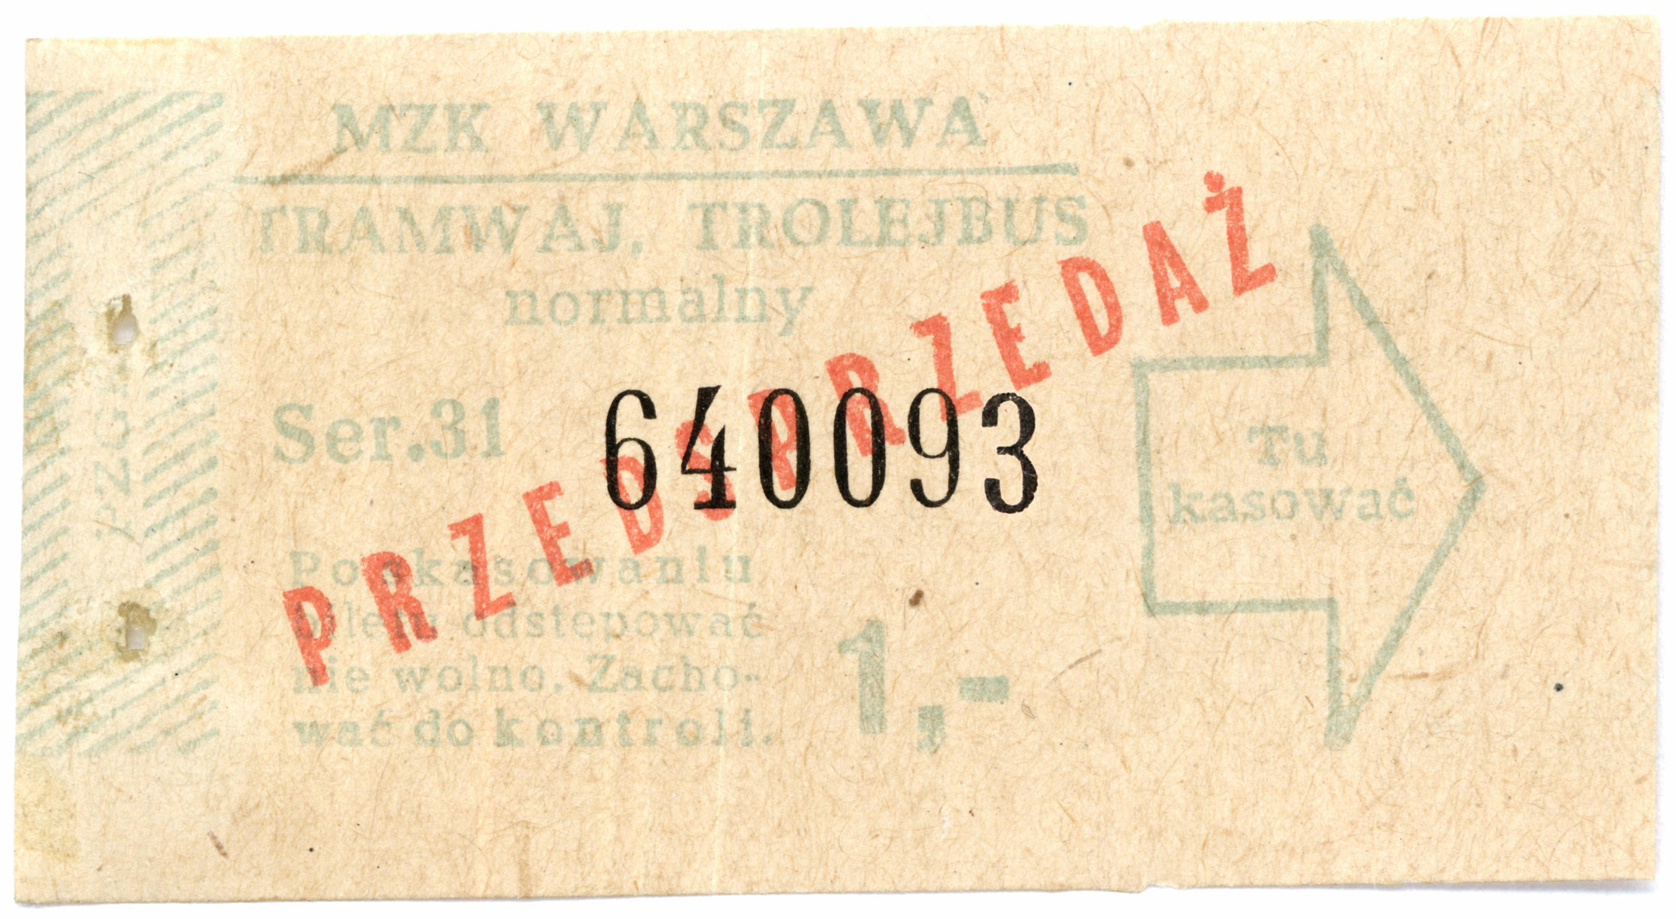 MZK WARSZAWA
TRAMWAJ, TROLEJBUS
normalny
Ser.31 640093
PRZEDSPRZEDAŻ
Po skasowaniu
biletu odstępować
nie wolno. Zacho-
wać do kontroli.
1,-
Tu
kasować
PZG